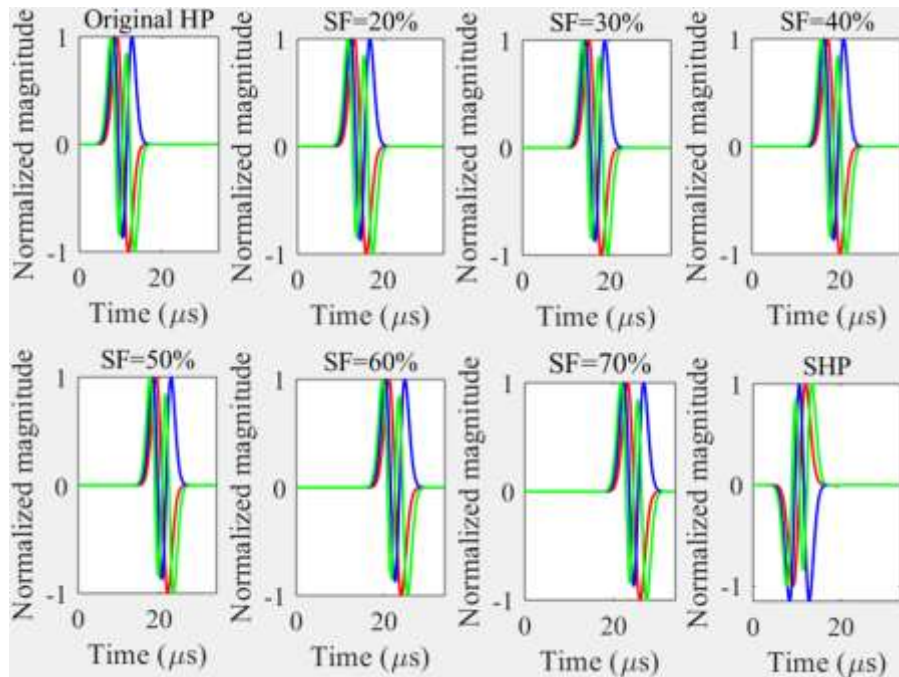 Original HP SF=20% SF=30% SF=40%
Normalized magnitude Normalized magnitude Normalized magnitude Normalized magnitude
1 1 1 1
0 0 0 0
-1 -1 -1 -1
0 20 0 20 0 20 0 20
Time (μs) Time (μs) Time (μs) Time (μs)
SF=50% SF=60% SF=70% SHP
Normalized magnitude Normalized magnitude Normalized magnitude Normalized magnitude
1 1 1 1
0 0 0 0
-1 -1 -1 -1
0 20 0 20 0 20 0 20
Time (μs) Time (μs) Time (μs) Time (μs)